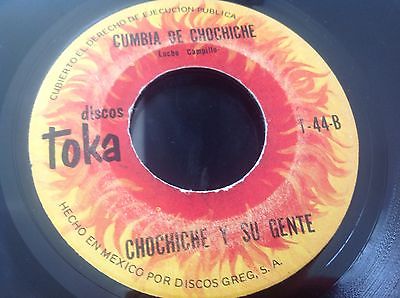 CUBIERTO EL DERECHO DE EJECUCION PUBLICA
CUMBIA DE CHOCHICHE
Lucho Campillo
discos
Toka
T-44-B
CHOCHICHE Y SU GENTE
HECHO EN MEXICO POR DISCOS GREG, S. A.